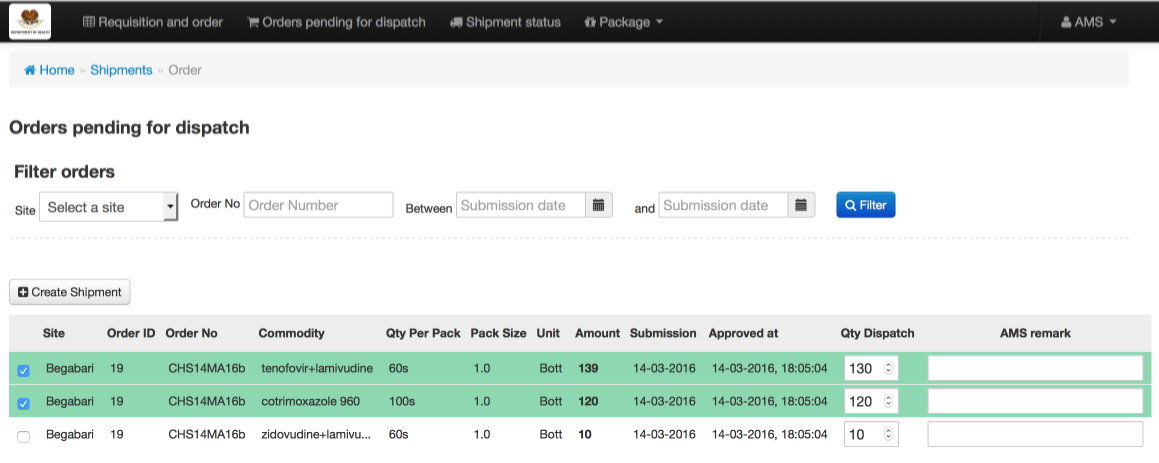 DEPARTMENT OF HEALTH
Requisition and order Orders pending for dispatch Shipment status Package AMS
Home » Shipments » Order
Orders pending for dispatch
Filter orders
Site Select a site Order No Order Number Between Submission date and Submission date Filter
Create Shipment
Site Order ID Order No Commodity Qty Per Pack Pack Size Unit Amount Submission Approved at Qty Dispatch AMS remark
Begabari 19 CHS14MA16b tenofovir+lamivudine 60s 1.0 Bott 139 14-03-2016 14-03-2016, 18:05:04 130
Begabari 19 CHS14MA16b cotrimoxazole 960 100s 1.0 Bott 120 14-03-2016 14-03-2016, 18:05:04 120
Begabari 19 CHS14MA16b zidovudine+lamivu... 60s 1.0 Bott 10 14-03-2016 14-03-2016, 18:05:04 10